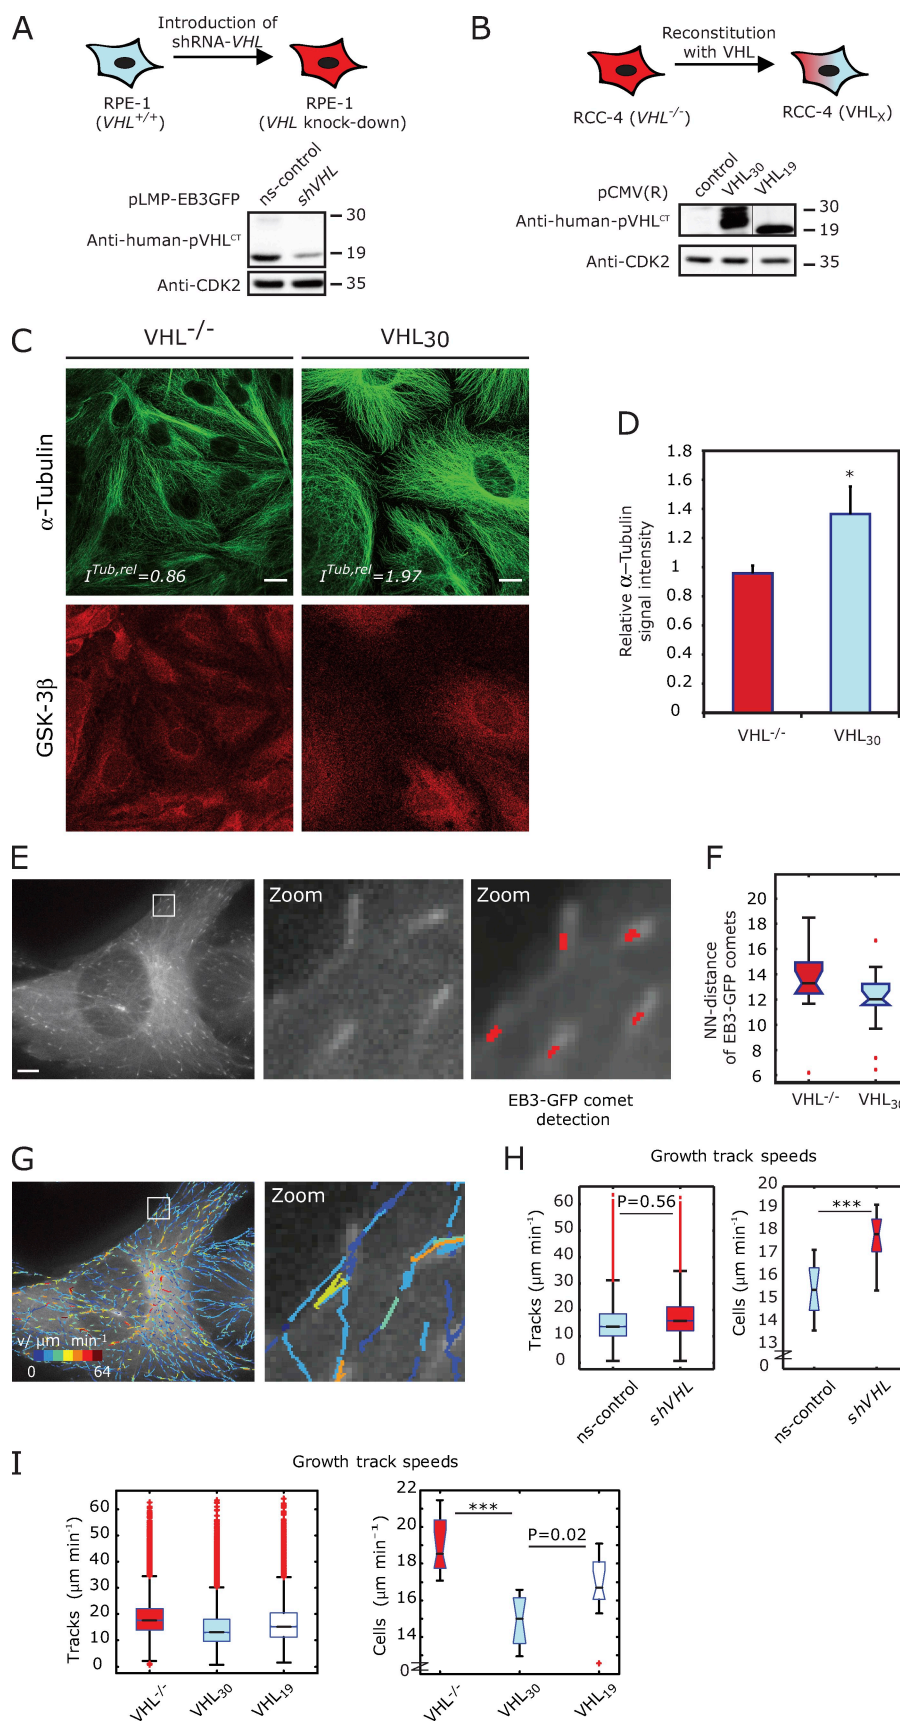 A
Introduction of
shRNA-VHL
RPE-1
(VHL+/+)
RPE-1
(VHL knock-down)
ns-control
shVHL
pLMP-EB3GFP
30
Anti-human-pVHLCT
19
Anti-CDK2
35
B
Reconstitution
with VHL
RCC-4 (VHL-/-)
RCC-4 (VHLX)
control
VHL30
VHL19
pCMV(R)
30
Anti-human-pVHLCT
19
Anti-CDK2
35
C
VHL-/-
VHL30
α-Tubulin
ITub,rel=0.86
ITub,rel=1.97
GSK-3β
D
1.8
1.6
1.4
1.2
1
0.8
0.6
0.4
0.2
0
Relative α–Tubulin
signal intensity
*
VHL-/-
VHL30
E
Zoom
Zoom
EB3-GFP comet
detection
F
20
18
16
14
12
10
8
6
NN-distance
of EB3-GFP comets
VHL-/-
VHL30
G
v/ μm min-1
0
64
Zoom
H
Growth track speeds
60
50
40
30
20
10
0
Tracks (μm min-1)
P=0.56
ns-control
shVHL
20
19
18
17
16
15
14
13
0
Cells (μm min-1)
***
ns-control
shVHL
I
Growth track speeds
60
50
40
30
20
10
0
Tracks (μm min-1)
VHL-/-
VHL30
VHL19
22
20
18
16
14
0
Cells (μm min-1)
***
P=0.02
VHL-/-
VHL30
VHL19